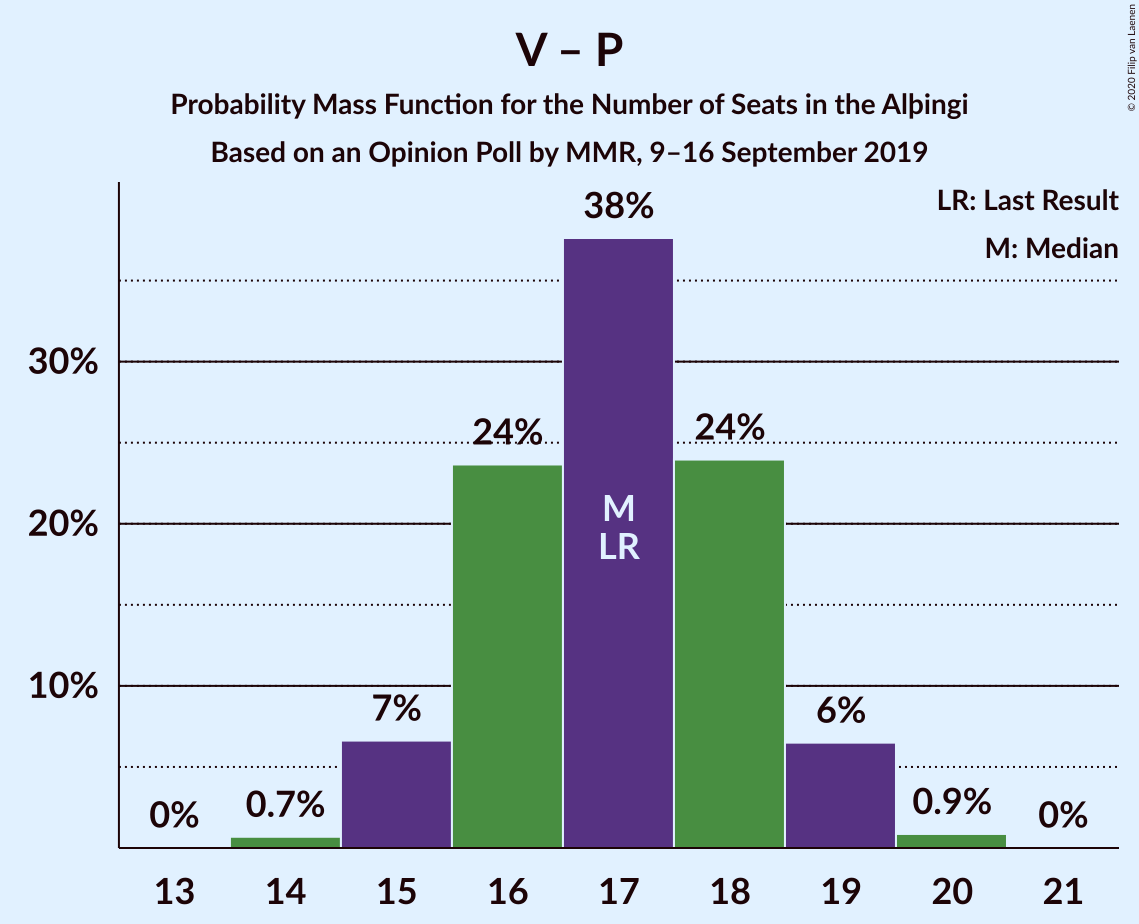 V – P
Probability Mass Function for the Number of Seats in the Alþingi
Based on an Opinion Poll by MMR, 9–16 September 2019
© 2020 Filip van Laenen
LR: Last Result
M: Median
30%
20%
10%
0%
0.7%
7%
24%
38%
24%
6%
0.9%
0%
M
LR
13
14
15
16
17
18
19
20
21